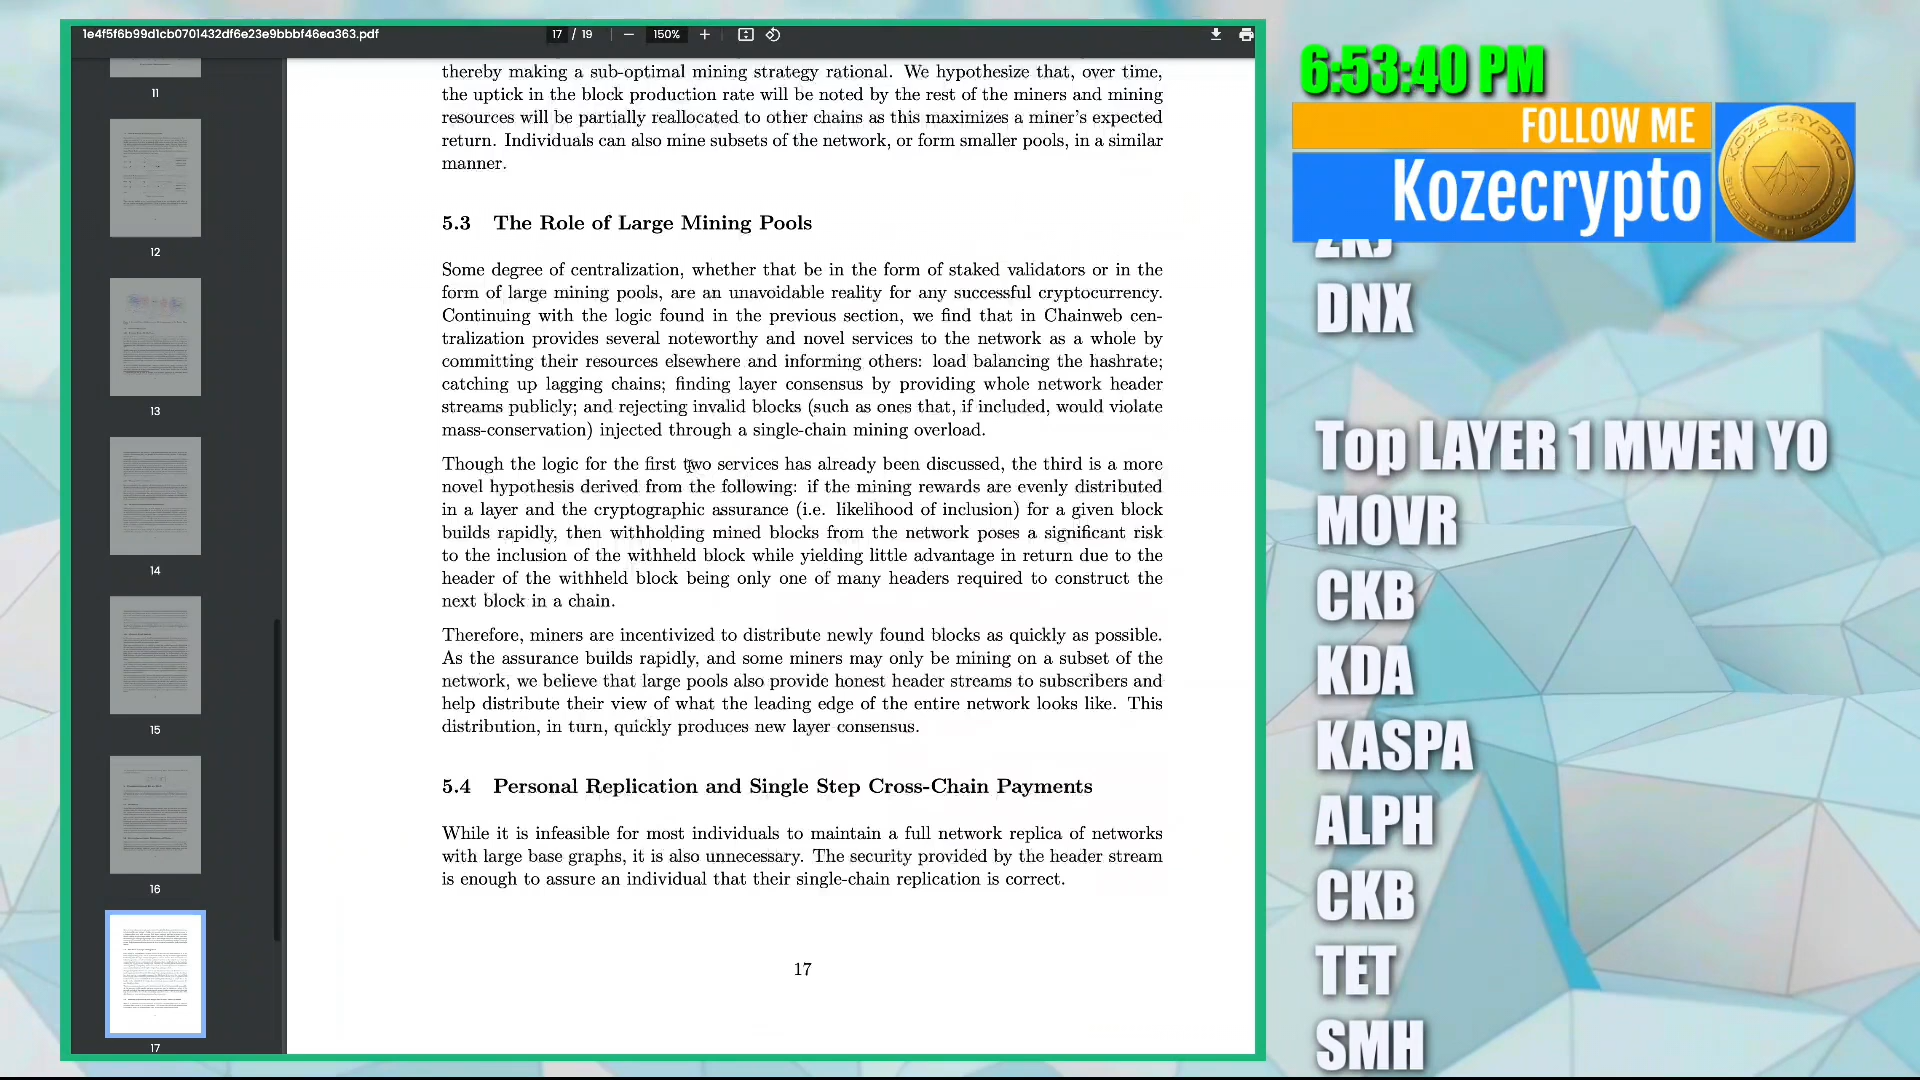 1e4f5f6b99d1cb0701432df6e23e9bbbf46ea363.pdf
17 / 19
150%
11
12
13
14
15
16
17
thereby making a sub-optimal mining strategy rational. We hypothesize that, over time,
the uptick in the block production rate will be noted by the rest of the miners and mining
resources will be partially reallocated to other chains as this maximizes a miner's expected
return. Individuals can also mine subsets of the network, or form smaller pools, in a similar
manner.
5.3 The Role of Large Mining Pools
Some degree of centralization, whether that be in the form of staked validators or in the
form of large mining pools, are an unavoidable reality for any successful cryptocurrency.
Continuing with the logic found in the previous section, we find that in Chainweb cen-
tralization provides several noteworthy and novel services to the network as a whole by
committing their resources elsewhere and informing others: load balancing the hashrate;
catching up lagging chains; finding layer consensus by providing whole network header
streams publicly; and rejecting invalid blocks (such as ones that, if included, would violate
mass-conservation) injected through a single-chain mining overload.
Though the logic for the first two services has already been discussed, the third is a more
novel hypothesis derived from the following: if the mining rewards are evenly distributed
in a layer and the cryptographic assurance (i.e. likelihood of inclusion) for a given block
builds rapidly, then withholding mined blocks from the network poses a significant risk
to the inclusion of the withheld block while yielding little advantage in return due to the
header of the withheld block being only one of many headers required to construct the
next block in a chain.
Therefore, miners are incentivized to distribute newly found blocks as quickly as possible.
As the assurance builds rapidly, and some miners may only be mining on a subset of the
network, we believe that large pools also provide honest header streams to subscribers and
help distribute their view of what the leading edge of the entire network looks like. This
distribution, in turn, quickly produces new layer consensus.
5.4 Personal Replication and Single Step Cross-Chain Payments
While it is infeasible for most individuals to maintain a full network replica of networks
with large base graphs, it is also unnecessary. The security provided by the header stream
is enough to assure an individual that their single-chain replication is correct.
17
6:53:40 PM
FOLLOW ME
Kozecrypto
KOZE CRYPTO
DNX
Top LAYER 1 MWEN YO
MOVR
CKB
KDA
KASPA
ALPH
CKB
TET
SMH